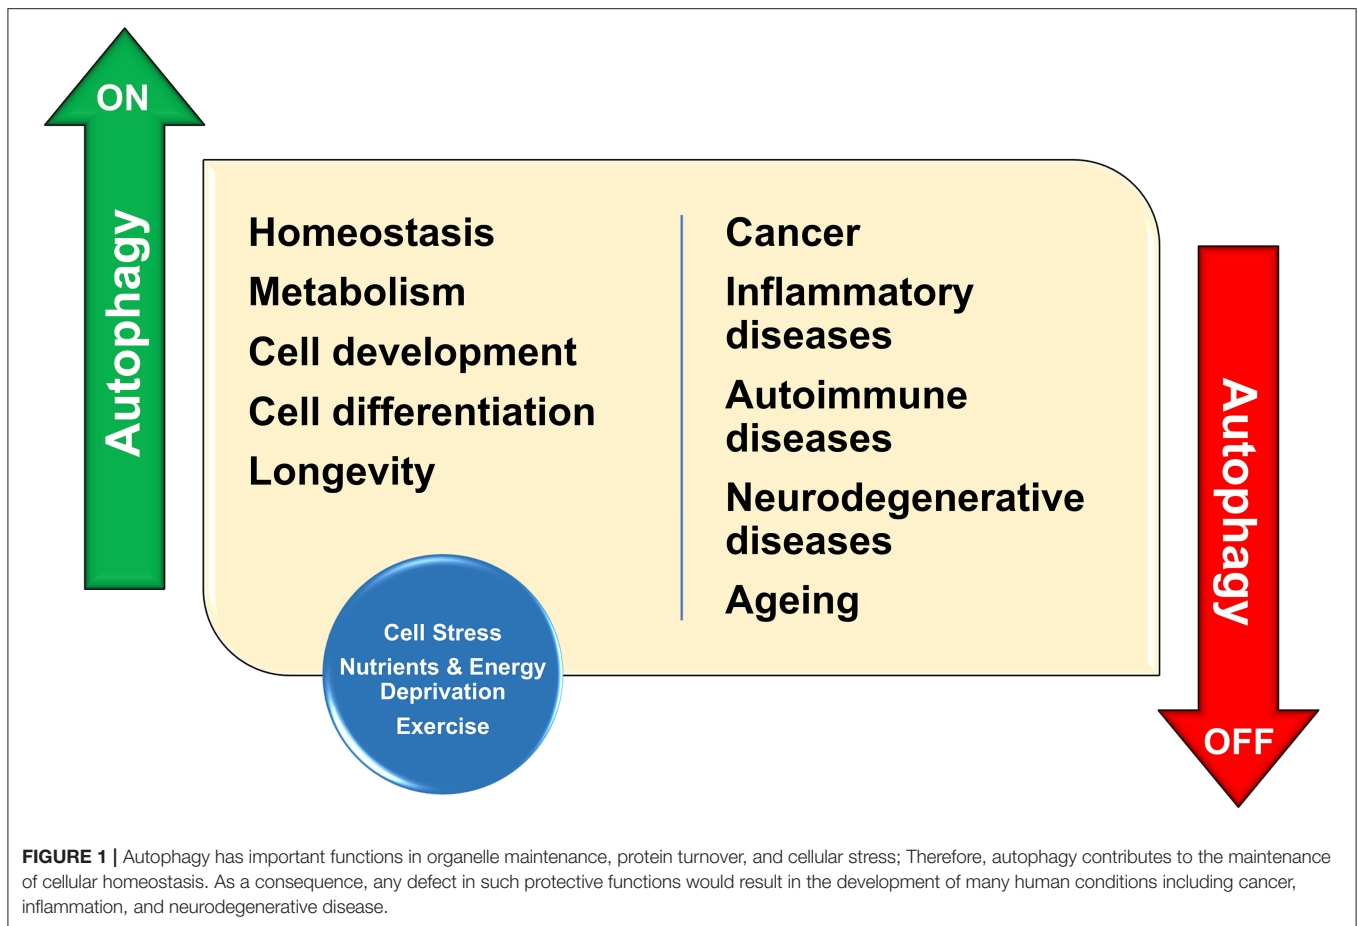 ON
Autophagy
Homeostasis
Metabolism
Cell development
Cell differentiation
Longevity
Cell Stress
Nutrients & Energy
Deprivation
Exercise
Cancer
Inflammatory
diseases
Autoimmune
diseases
Neurodegenerative
diseases
Ageing
Autophagy
OFF
FIGURE 1 | Autophagy has important functions in organelle maintenance, protein turnover, and cellular stress; Therefore, autophagy contributes to the maintenance
of cellular homeostasis. As a consequence, any defect in such protective functions would result in the development of many human conditions including cancer,
inflammation, and neurodegenerative disease.